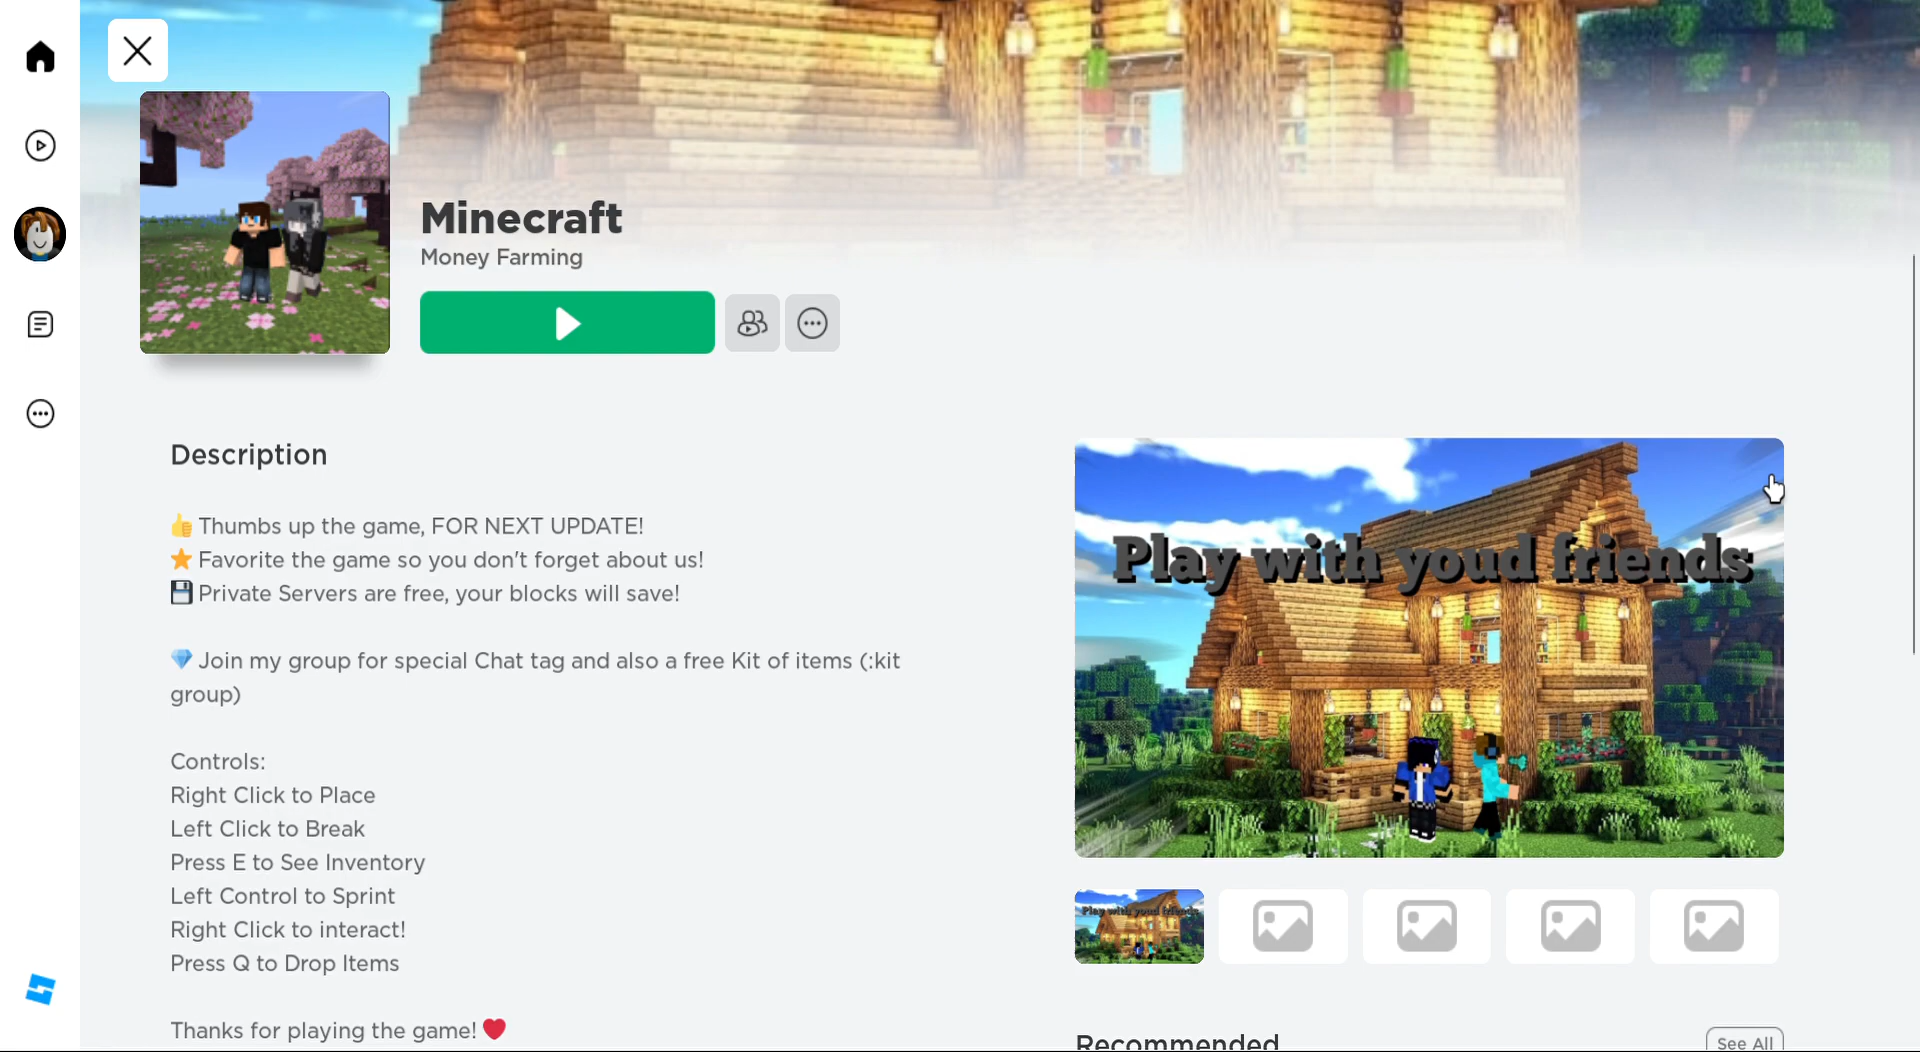 Minecraft
Money Farming
Description
👍 Thumbs up the game, FOR NEXT UPDATE!
⭐ Favorite the game so you don't forget about us!
💾 Private Servers are free, your blocks will save!
💎 Join my group for special Chat tag and also a free Kit of items (:kit
group)
Controls:
Right Click to Place
Left Click to Break
Press E to See Inventory
Left Control to Sprint
Right Click to interact!
Press Q to Drop Items
Thanks for playing the game! ❤️
Play with youd friends
Play with youd friends
Recommended
See All